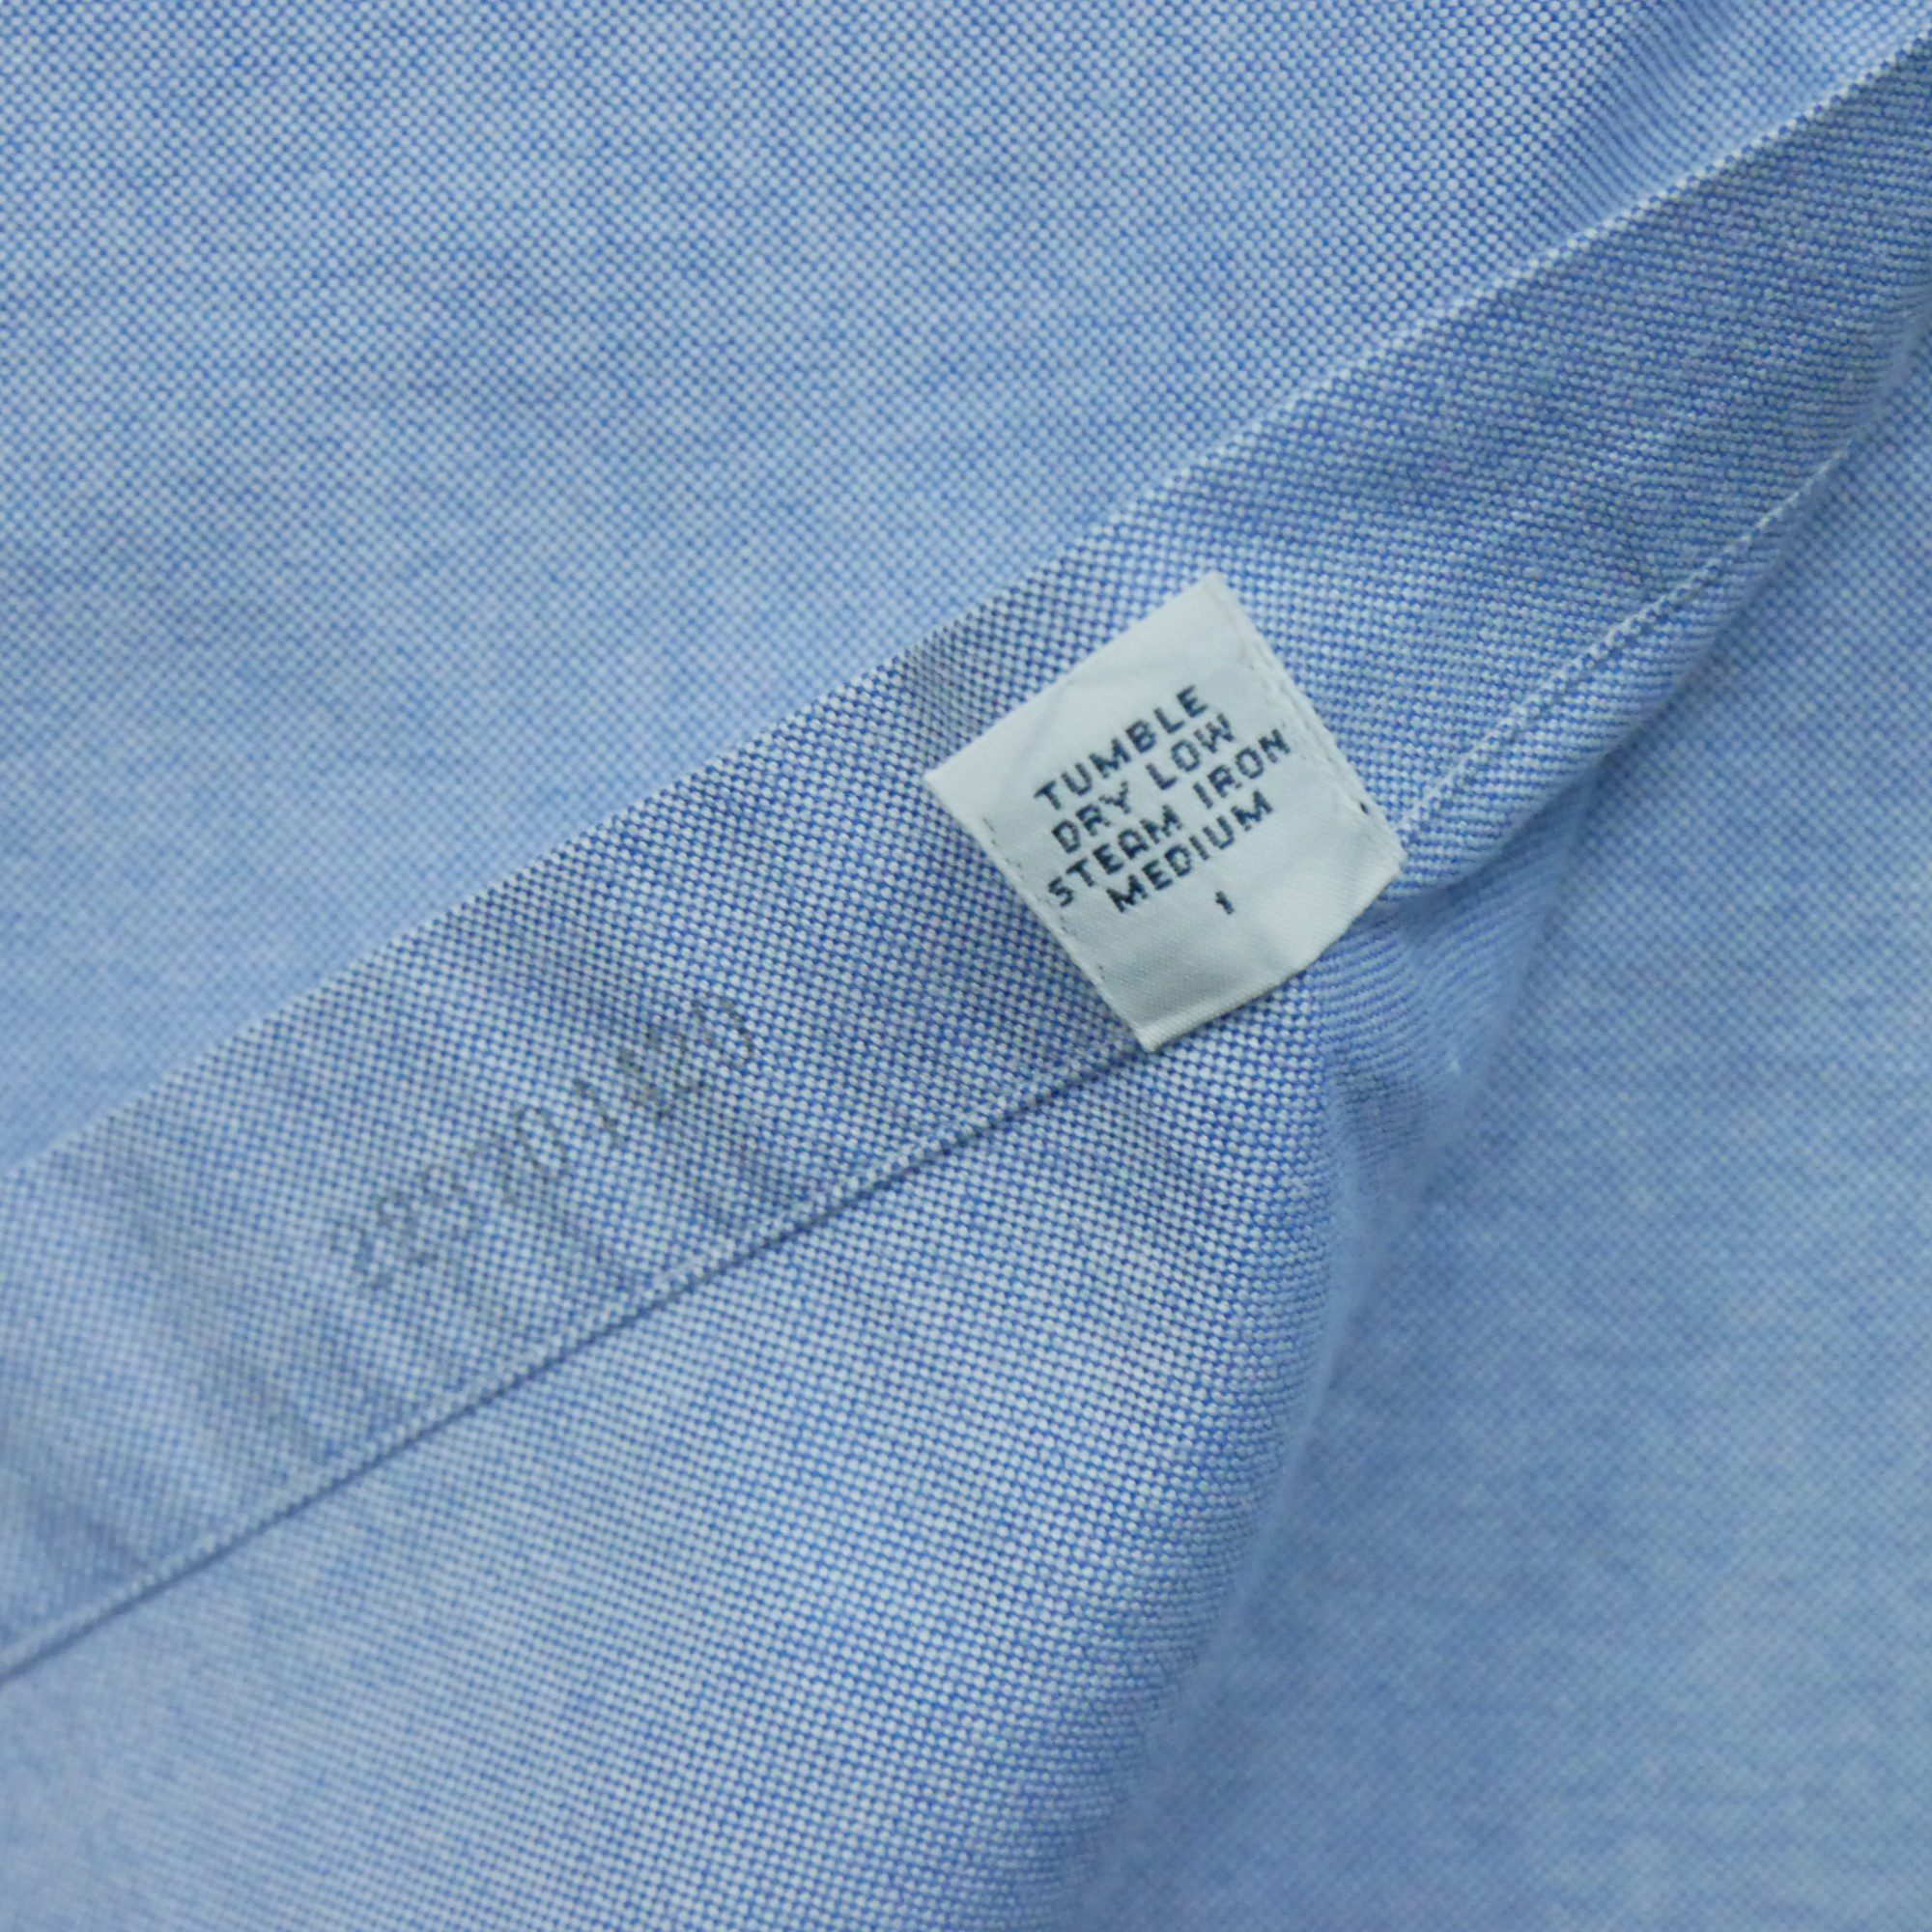 TUMBLE
DRY LOW
STEAM IRON
MEDIUM
1